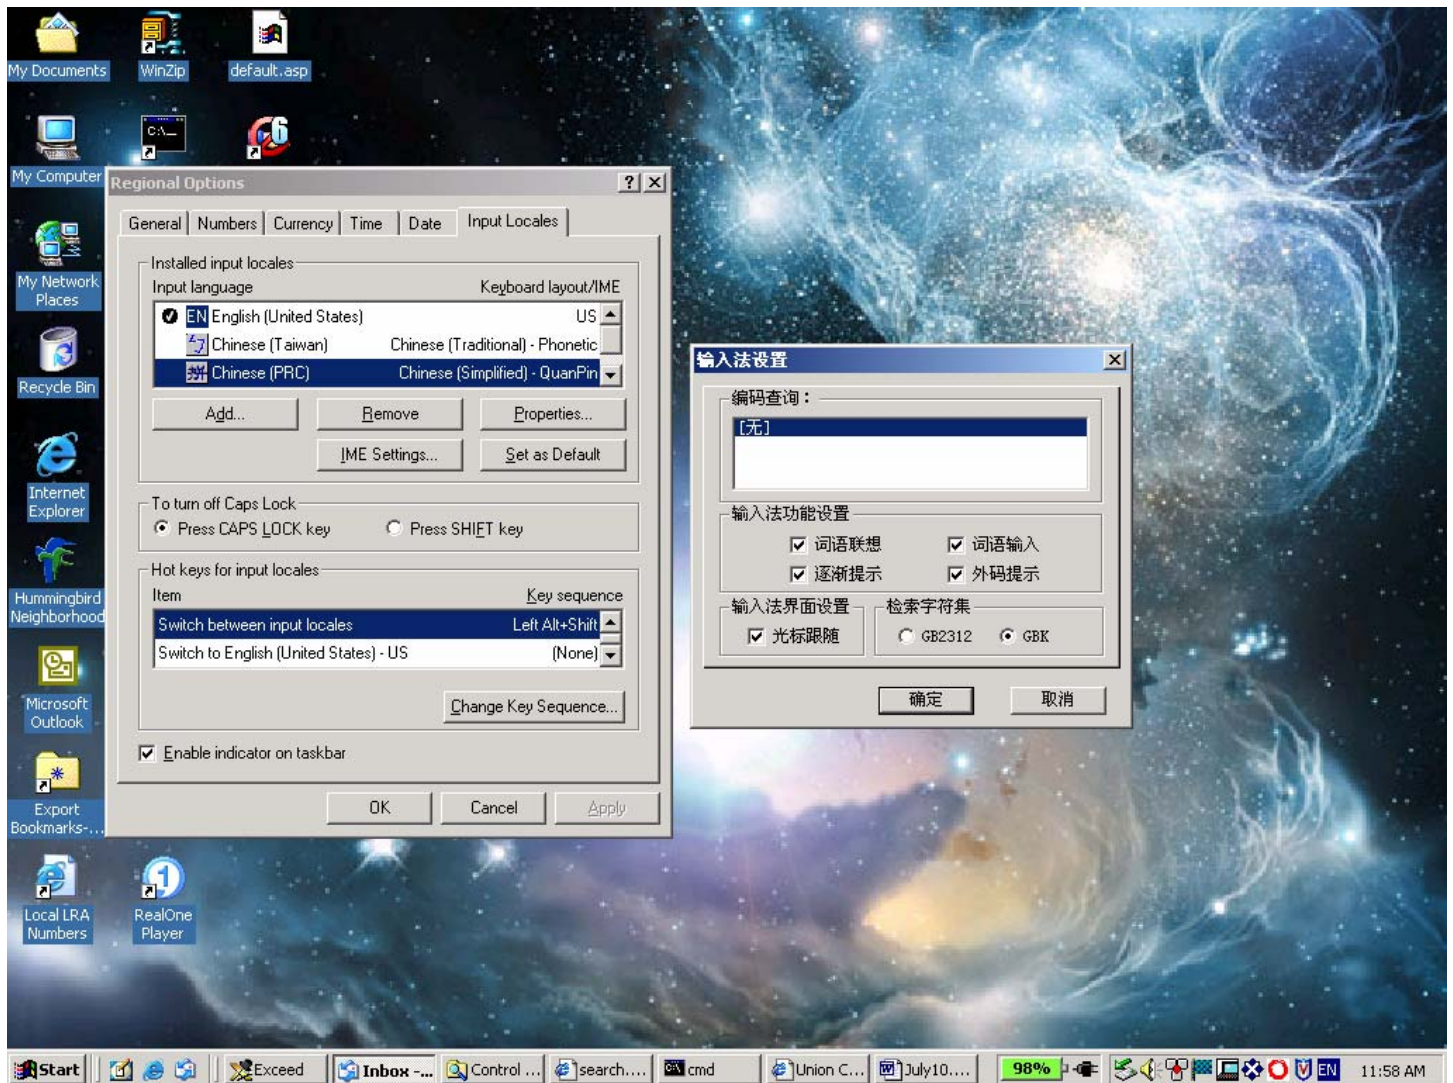 My Documents
WinZip
default.asp
C:\_
6
My Computer
My Network
Places
Recycle Bin
Internet
Explorer
Hummingbird
Neighborhood
Microsoft
Outlook
Export
Bookmarks-...
Local LRA
Numbers
1
RealOne
Player
Regional Options
General Numbers Currency Time Date Input Locales
Installed input locales
Input language Keyboard layout/IME
EN English (United States) US
Chinese (Taiwan) Chinese (Traditional) - Phonetic
拼 Chinese (PRC) Chinese (Simplified) - QuanPin
Add... Remove Properties...
IME Settings... Set as Default
To turn off Caps Lock
Press CAPS LOCK key Press SHIFT key
Hot keys for input locales
Item Key sequence
Switch between input locales Left Alt+Shift
Switch to English (United States) - US (None)
Change Key Sequence...
Enable indicator on taskbar
OK Cancel Apply
输入法设置
编码查询：
[无]
输入法功能设置
词语联想 词语输入
逐渐提示 外码提示
输入法界面设置 检索字符集
光标跟随 GB2312 GBK
确定 取消
Start Exceed Inbox -... Control ... search.... cmd Union C... July10.... 98% EN 11:58 AM